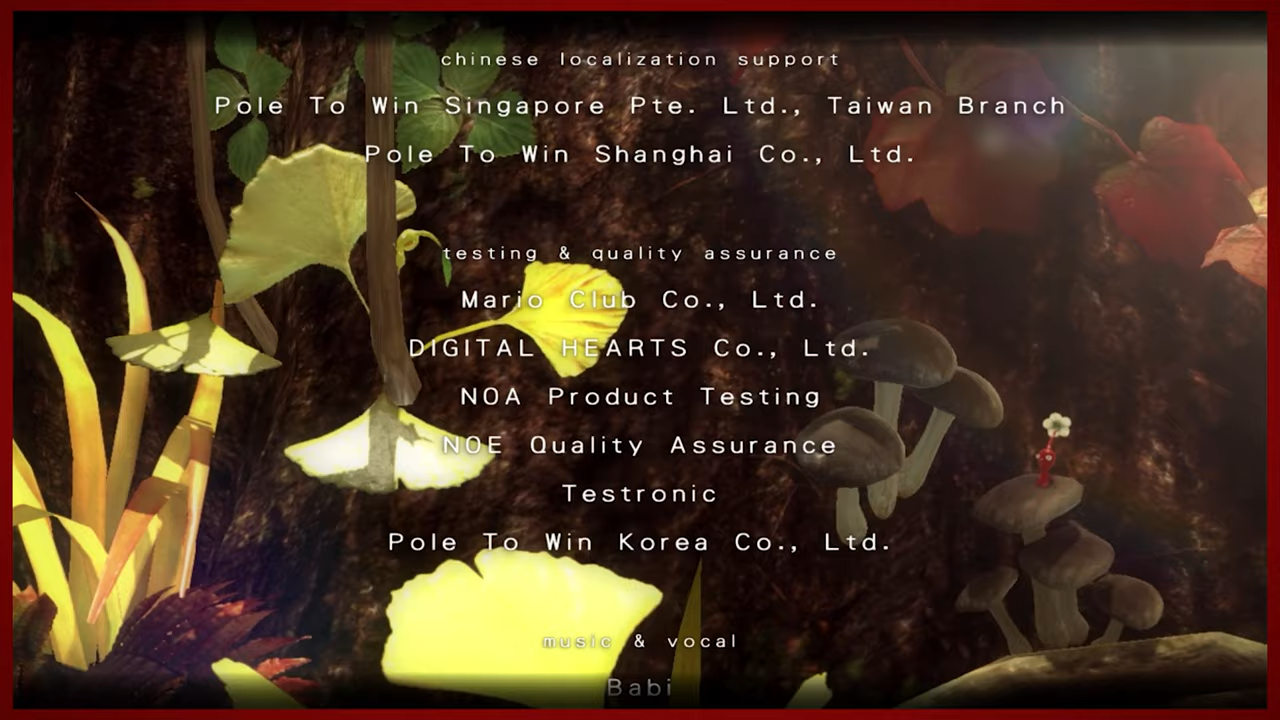 chinese localization support
Pole To Win Singapore Pte. Ltd., Taiwan Branch
Pole To Win Shanghai Co., Ltd.
testing & quality assurance
Mario Club Co., Ltd.
DIGITAL HEARTS Co., Ltd.
NOA Product Testing
NOE Quality Assurance
Testronic
Pole To Win Korea Co., Ltd.
music & vocal
Babi